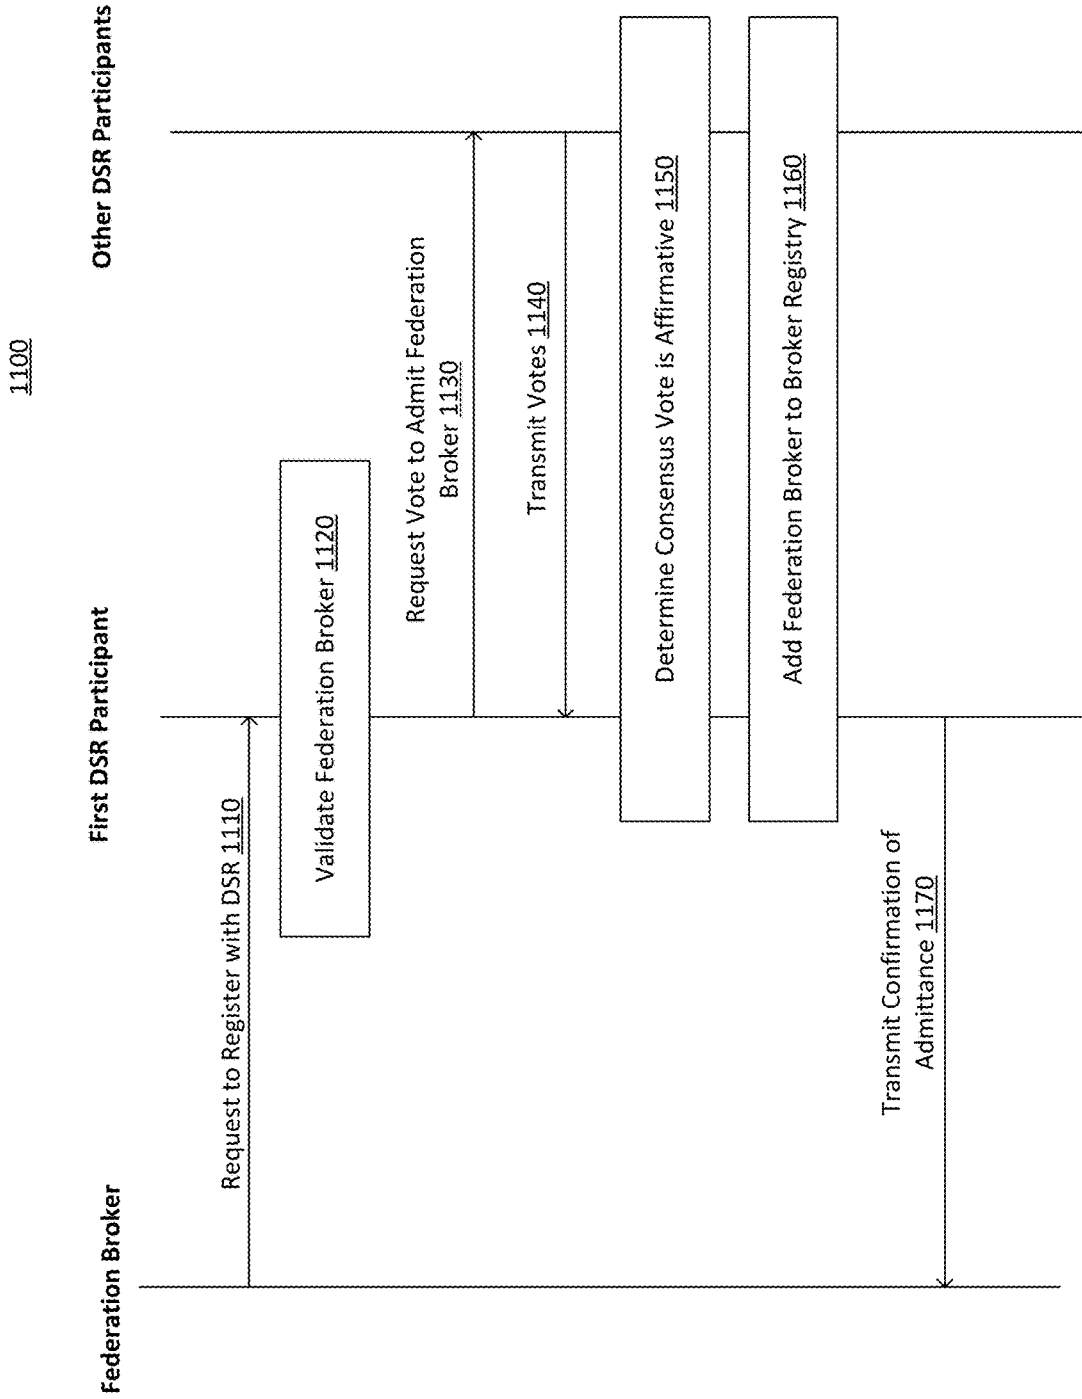 1100
Federation Broker
First DSR Participant
Other DSR Participants
Request to Register with DSR 1110
Validate Federation Broker 1120
Request Vote to Admit Federation
Broker 1130
Transmit Votes 1140
Determine Consensus Vote is Affirmative 1150
Add Federation Broker to Broker Registry 1160
Transmit Confirmation of
Admittance 1170